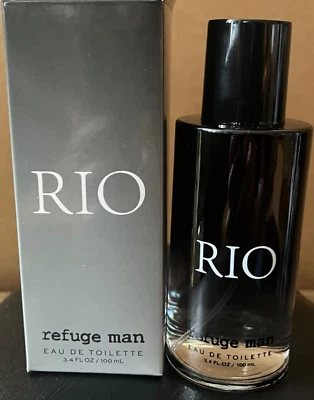 RIO
refuge man
EAU DE TOILETTE
3.4 FL OZ / 100 mL
RIO
refuge man
EAU DE TOILETTE
3.4 FL OZ / 100 mL